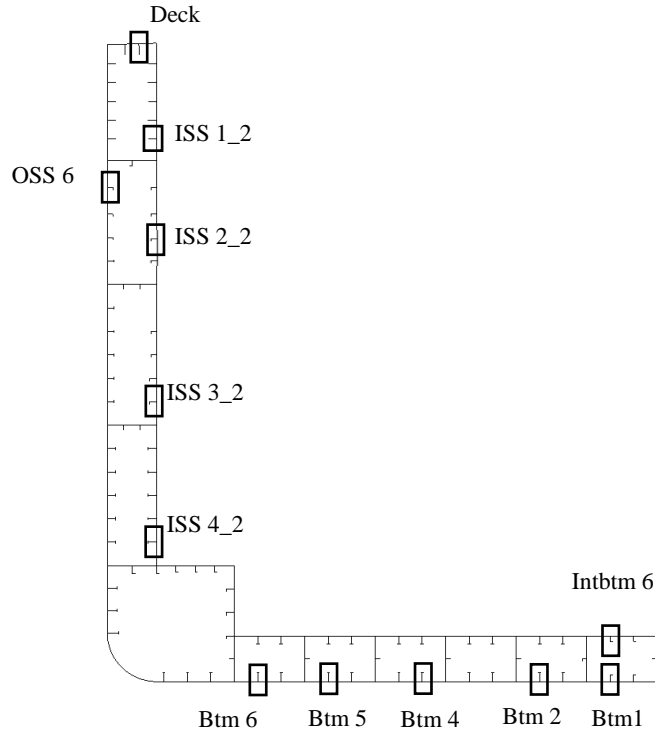 Deck
ISS 1_2
OSS 6
ISS 2_2
ISS 3_2
ISS 4_2
Intbtm 6
Btm 6
Btm 5
Btm 4
Btm 2
Btm1